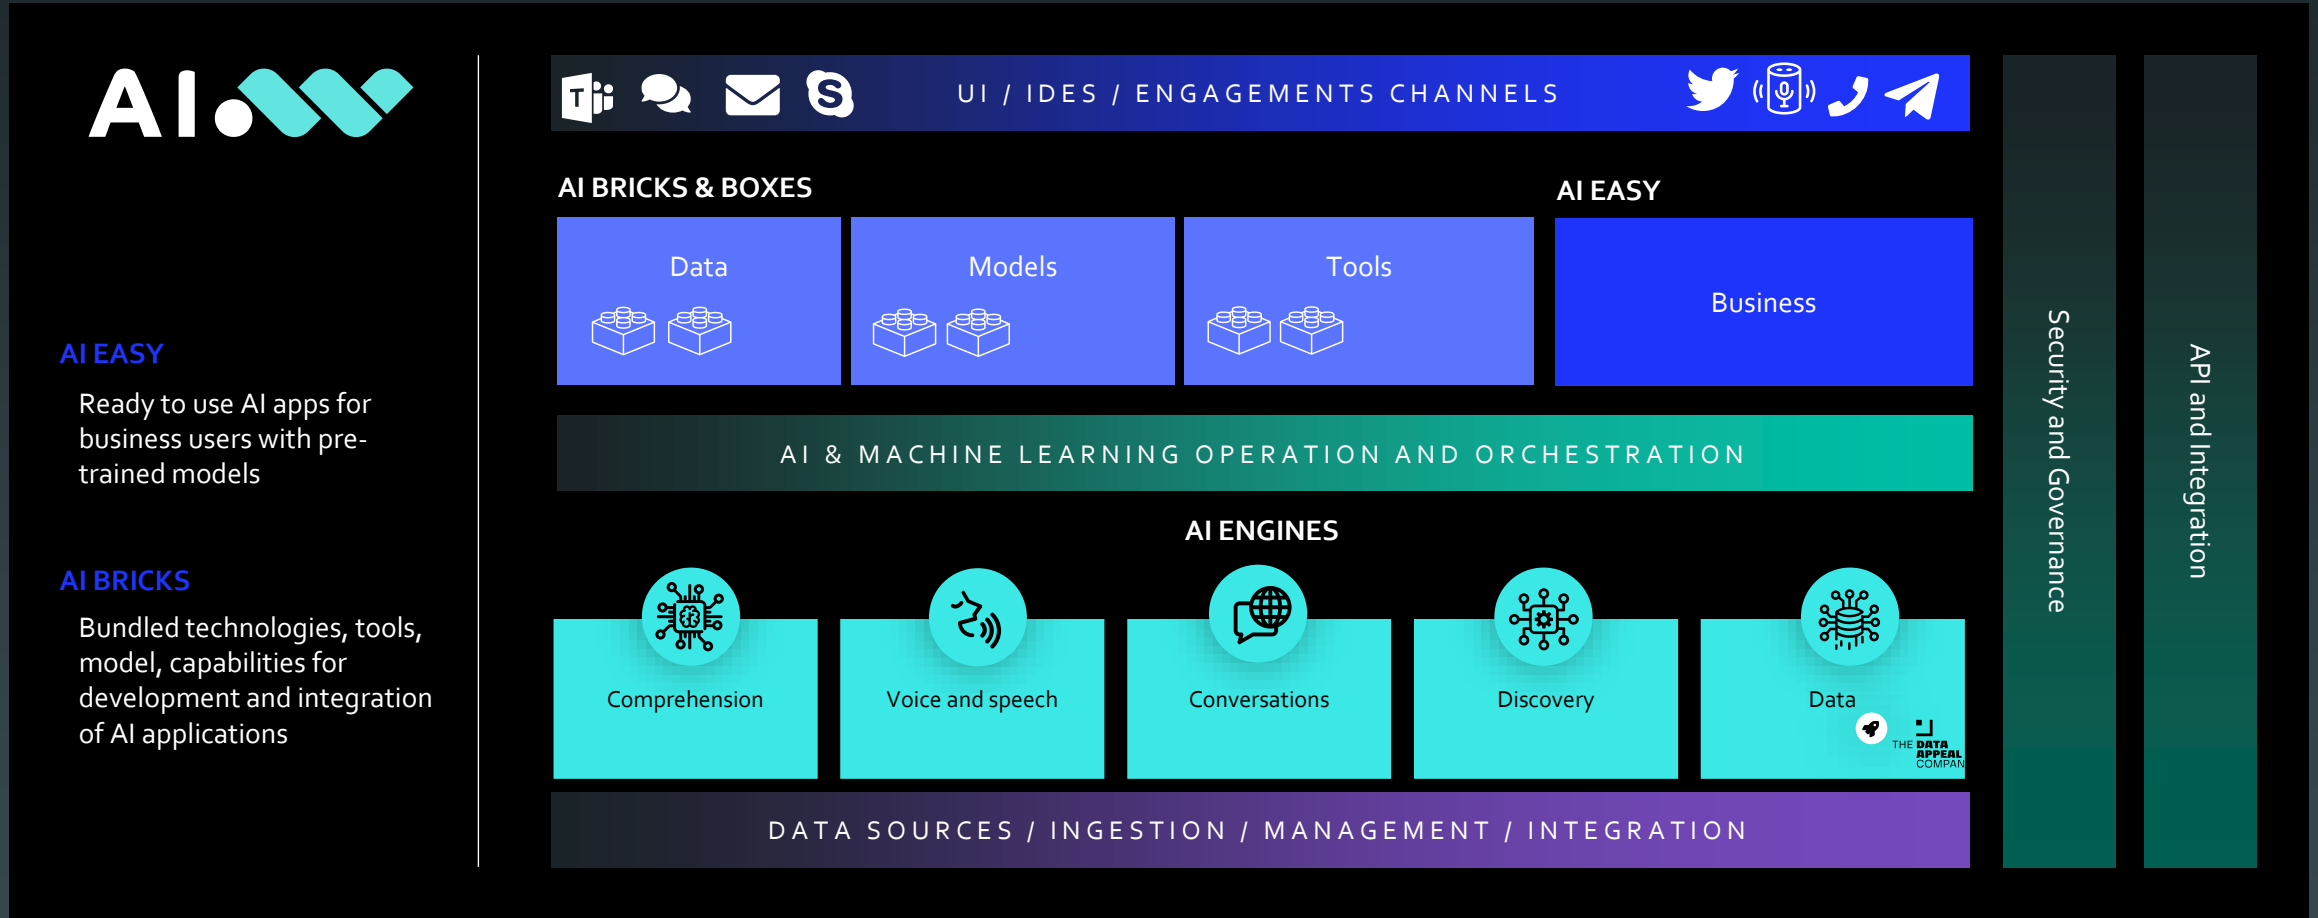 AI.W
AI EASY
Ready to use AI apps for
business users with pre-
trained models
AI BRICKS
Bundled technologies, tools,
model, capabilities for
development and integration
of AI applications
T
S
UI / IDES / ENGAGEMENTS CHANNELS
AI BRICKS & BOXES
Data
Models
Tools
AI EASY
Business
AI & MACHINE LEARNING OPERATION AND ORCHESTRATION
AI ENGINES
Comprehension
Voice and speech
Conversations
Discovery
Data
THE DATA
APPEAL
COMPAN
DATA SOURCES / INGESTION / MANAGEMENT / INTEGRATION
Security and Governance
API and Integration